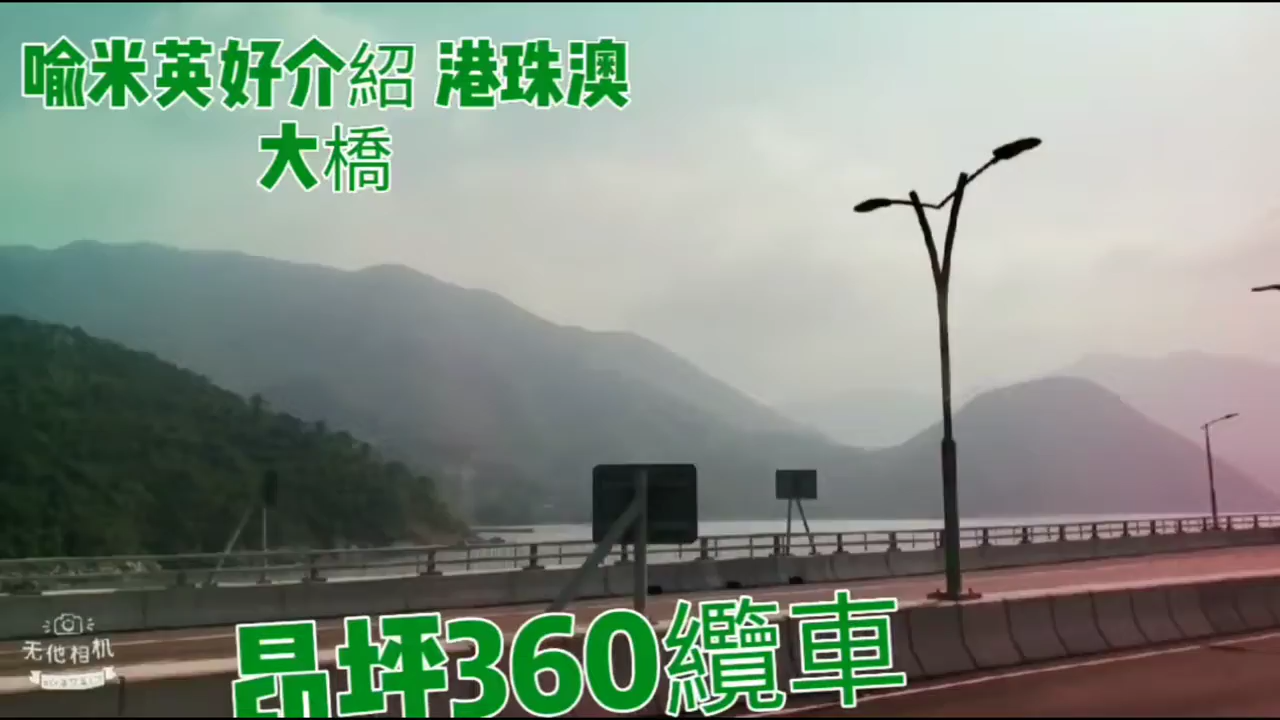 喻米英好介紹 港珠澳
大橋
昂坪360纜車
无他相机